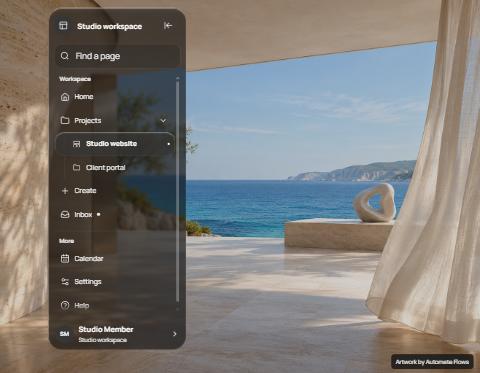 Studio workspace
Find a page
Workspace
Home
Projects
Studio website
Client portal
Create
Inbox
More
Calendar
Settings
Help
SM
Studio Member
Studio workspace
Artwork by Automate Flows